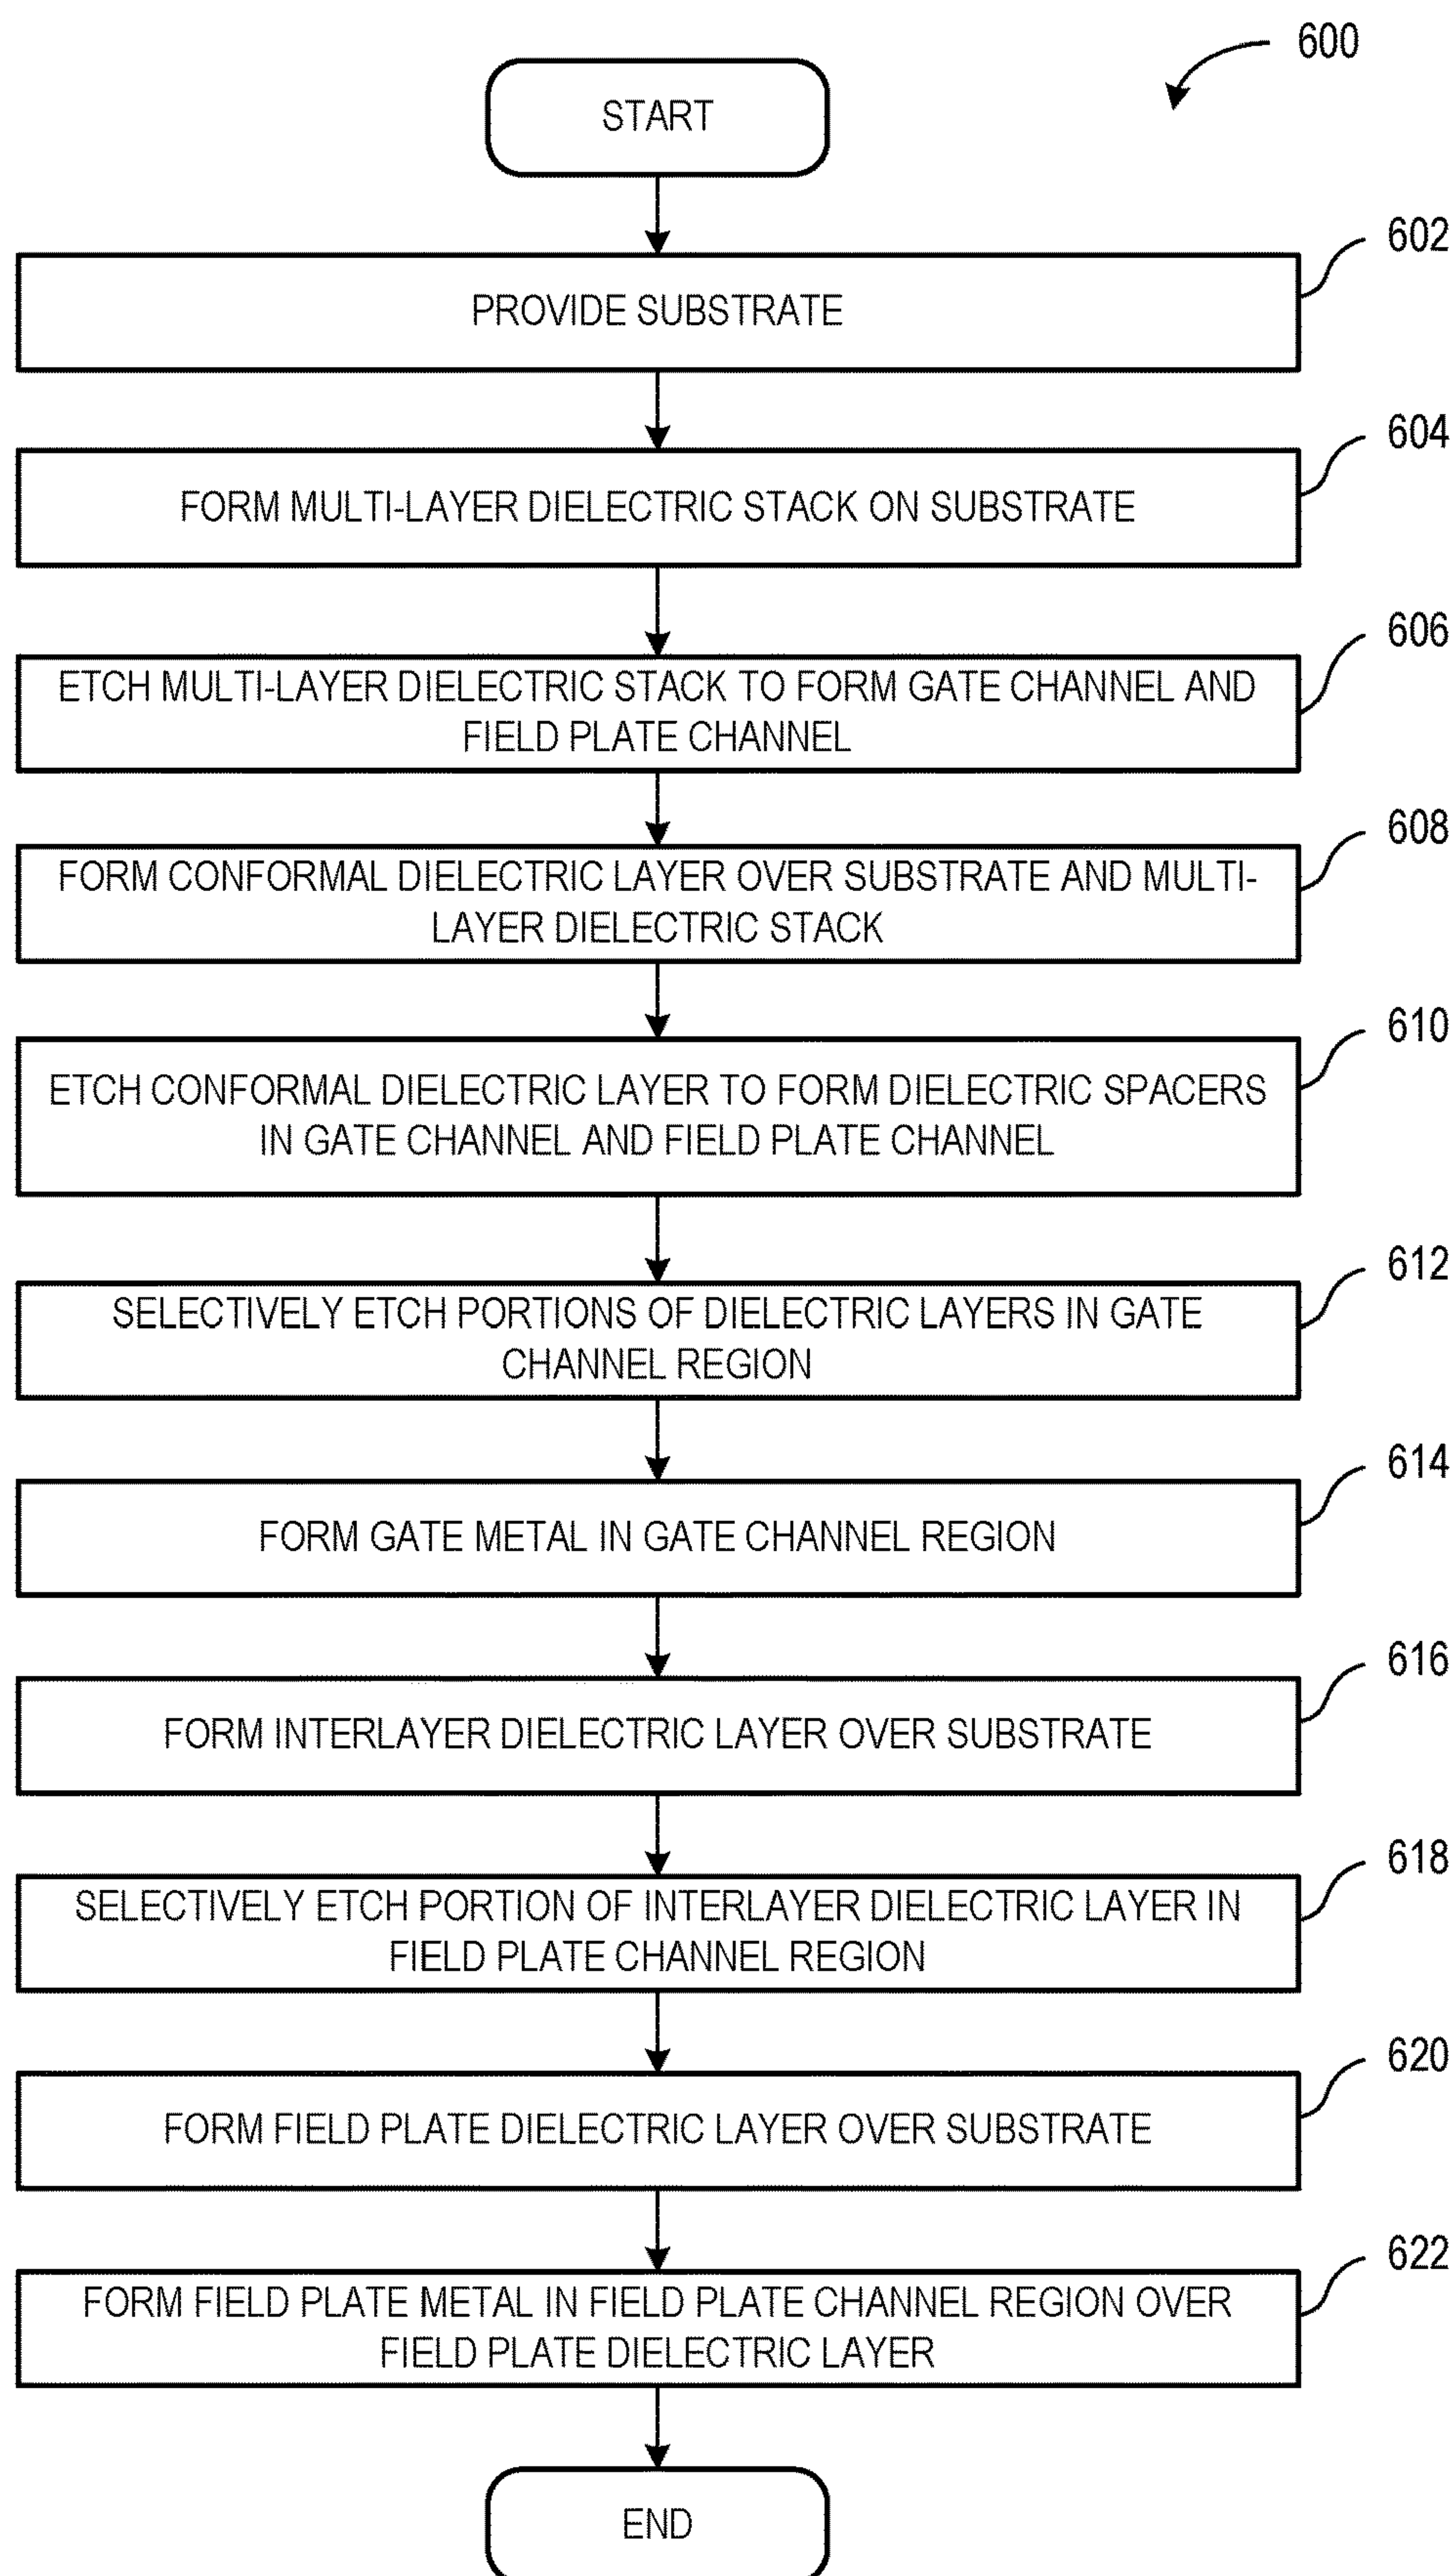 600
START
602
PROVIDE SUBSTRATE
604
FORM MULTI-LAYER DIELECTRIC STACK ON SUBSTRATE
606
ETCH MULTI-LAYER DIELECTRIC STACK TO FORM GATE CHANNEL AND
FIELD PLATE CHANNEL
608
FORM CONFORMAL DIELECTRIC LAYER OVER SUBSTRATE AND MULTI-
LAYER DIELECTRIC STACK
610
ETCH CONFORMAL DIELECTRIC LAYER TO FORM DIELECTRIC SPACERS
IN GATE CHANNEL AND FIELD PLATE CHANNEL
612
SELECTIVELY ETCH PORTIONS OF DIELECTRIC LAYERS IN GATE
CHANNEL REGION
614
FORM GATE METAL IN GATE CHANNEL REGION
616
FORM INTERLAYER DIELECTRIC LAYER OVER SUBSTRATE
618
SELECTIVELY ETCH PORTION OF INTERLAYER DIELECTRIC LAYER IN
FIELD PLATE CHANNEL REGION
620
FORM FIELD PLATE DIELECTRIC LAYER OVER SUBSTRATE
622
FORM FIELD PLATE METAL IN FIELD PLATE CHANNEL REGION OVER
FIELD PLATE DIELECTRIC LAYER
END